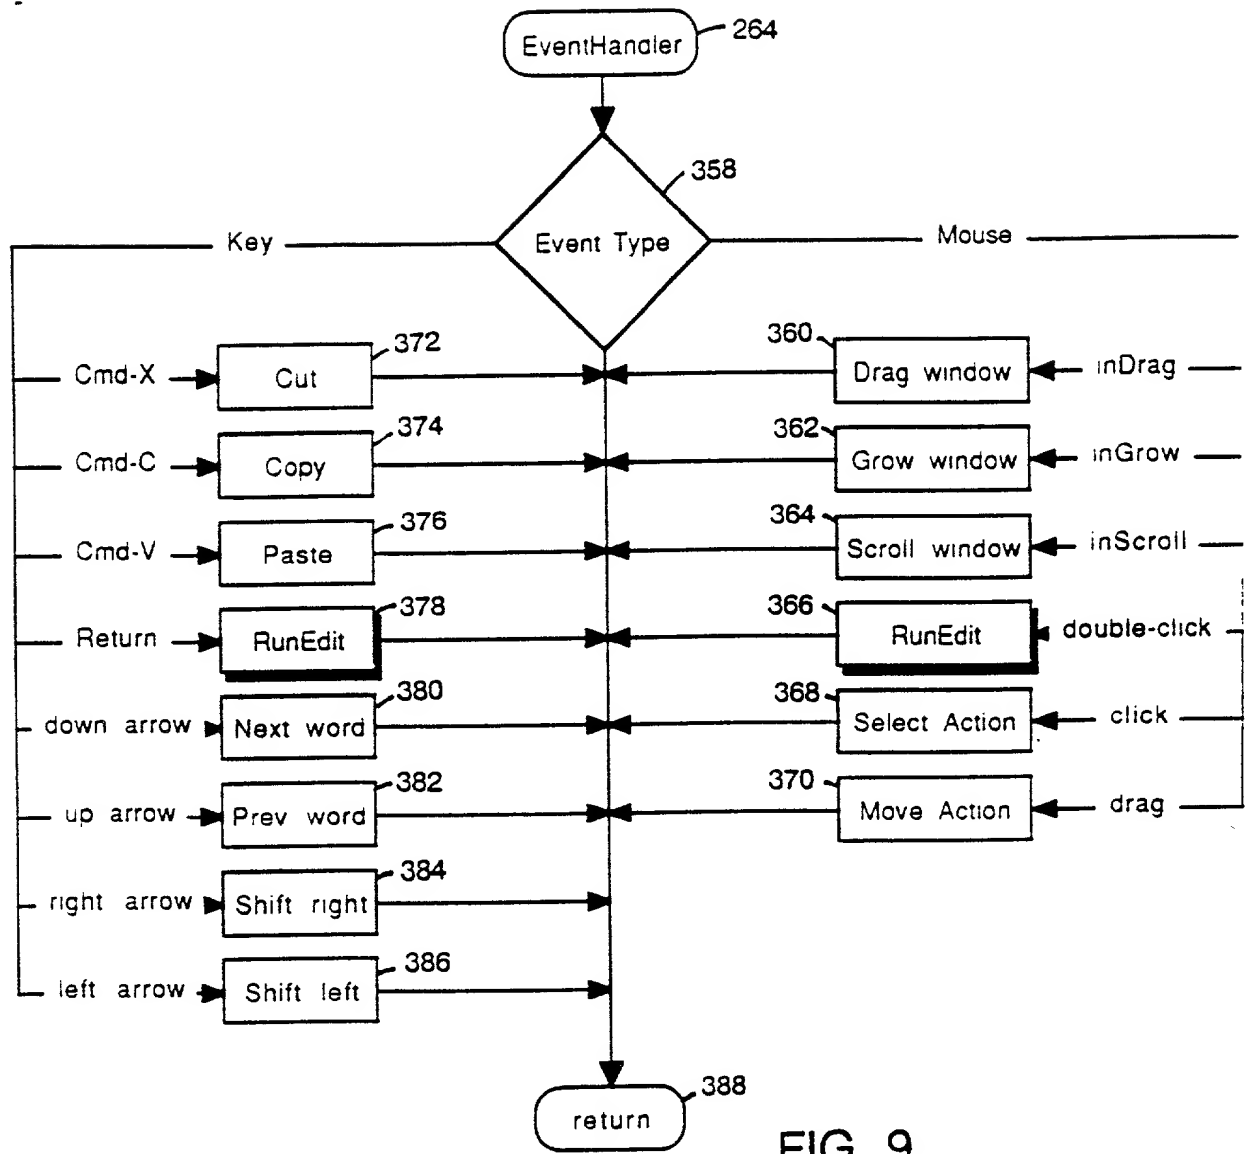 EventHandler 264
358
Event Type
Key
Mouse
Cmd-X Cut 372
360 Drag window inDrag
Cmd-C Copy 374
362 Grow window inGrow
Cmd-V Paste 376
364 Scroll window inScroll
Return RunEdit 378
366 RunEdit double-click
down arrow Next word 380
368 Select Action click
up arrow Prev word 382
370 Move Action drag
right arrow Shift right 384
left arrow Shift left 386
return 388
FIG. 9